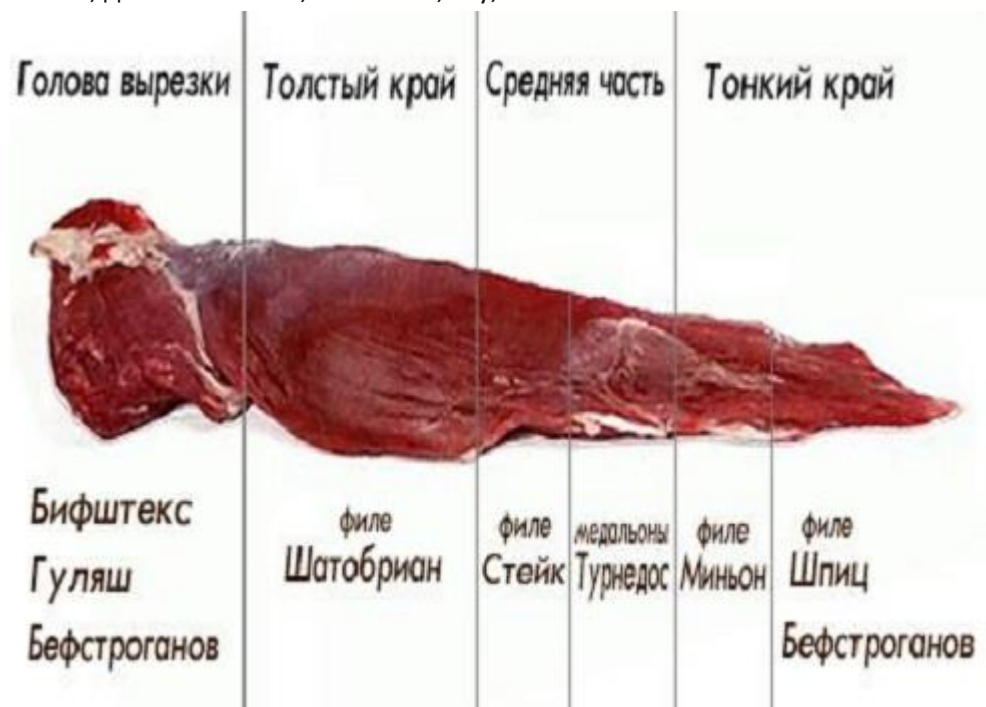 Голова вырезки
Толстый край
Средняя часть
Тонкий край
Бифштекс
Гуляш
Бефстроганов
филе
Шатобриан
филе
Стейк
медальоны
Турнедос
филе
Миньон
филе
Шпиц
Бефстроганов